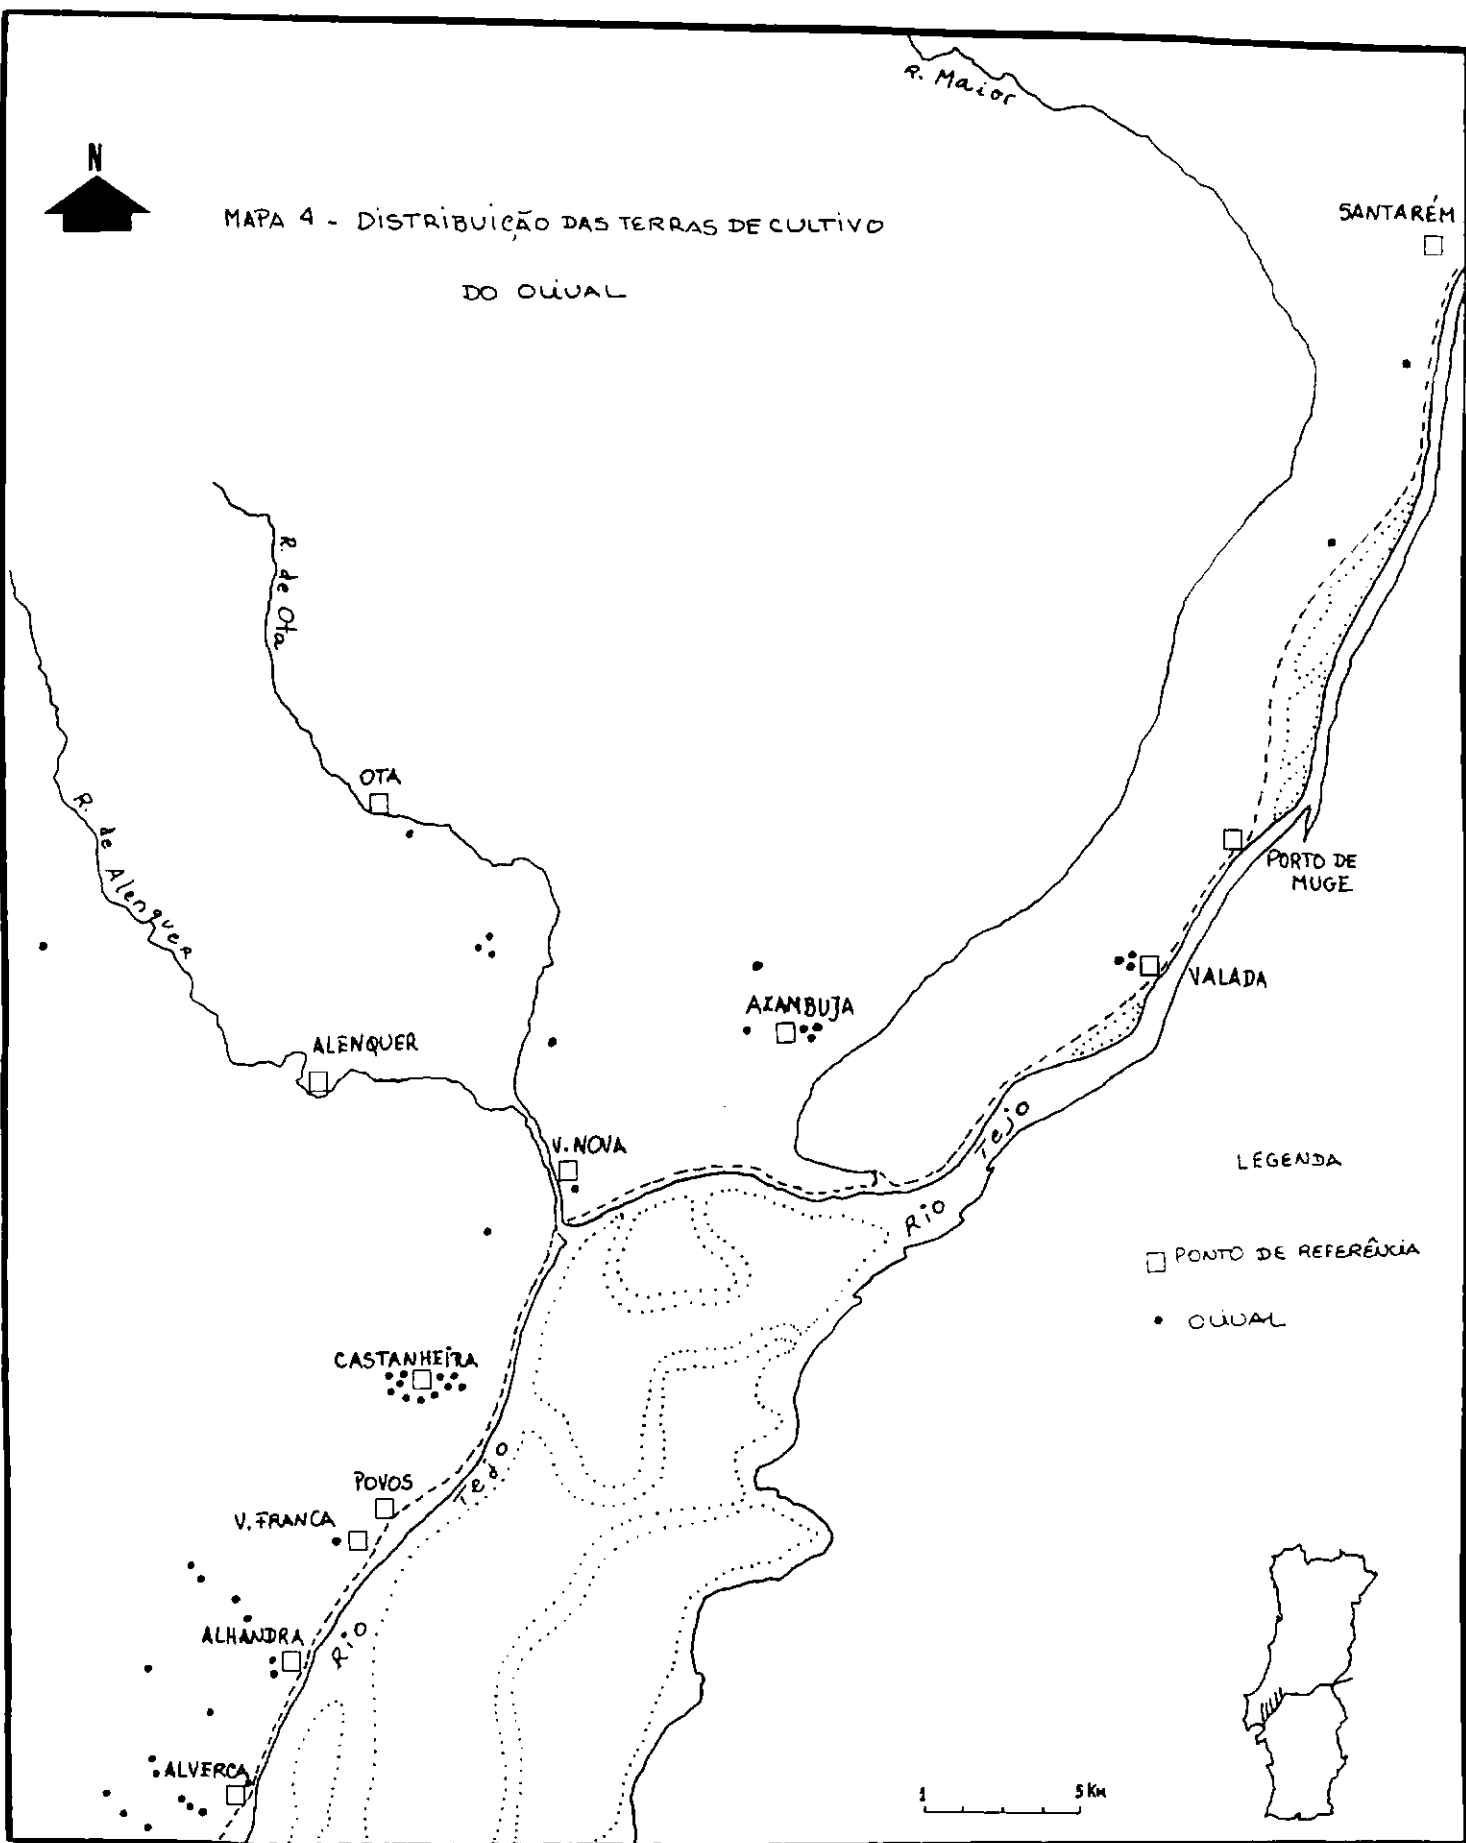 R. Maior
N
SANTARÉM
MAPA 4 - DISTRIBUIÇÃO DAS TERRAS DE CULTIVO
DO OLIVAL
R. de Ota
OTA
R. de Alenquer
PORTO DE
MUGE
VALADA
AZAMBUJA
ALENQUER
V. NOVA
Rio Tejo
LEGENDA
PONTO DE REFERÊNCIA
OLIVAL
CASTANHEIRA
POVOS
V. FRANCA
Rio Tejo
ALHANDRA
ALVERCA
1 5 Km